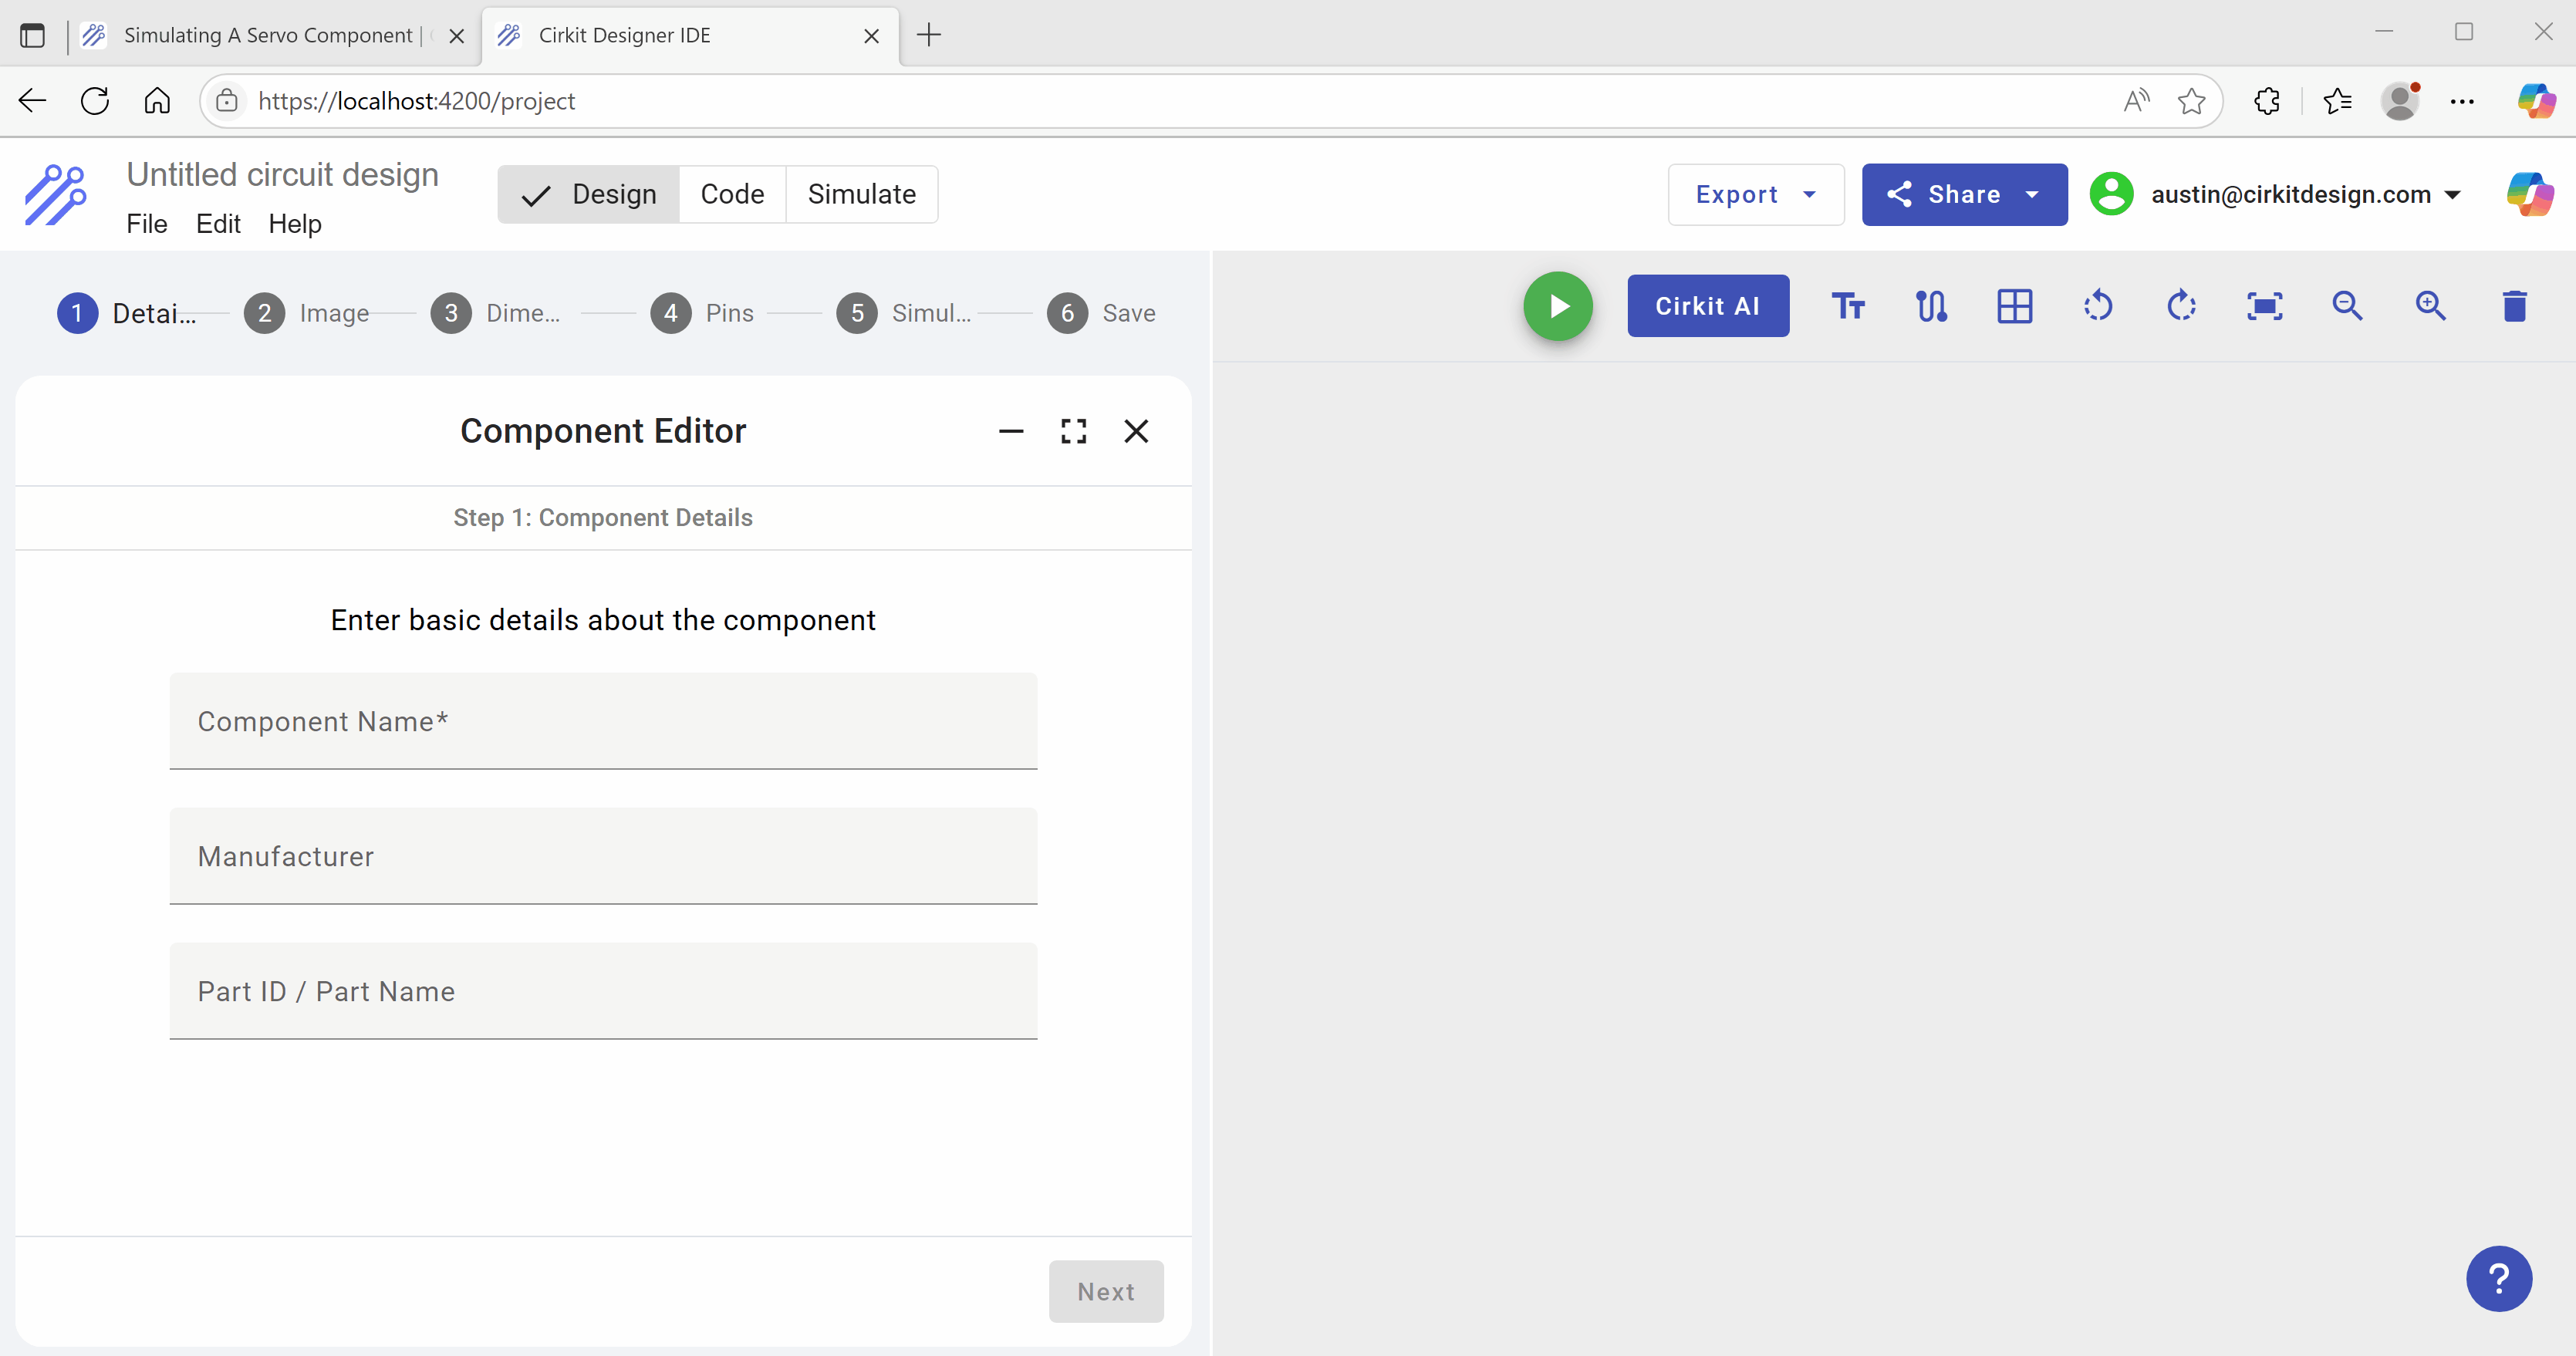 Simulating A Servo Component |
Cirkit Designer IDE
https://localhost:4200/project
Untitled circuit design
File Edit Help
Design Code Simulate
Export
Share
austin@cirkitdesign.com
1 Detai... 2 Image 3 Dime... 4 Pins 5 Simul... 6 Save
Cirkit AI
Component Editor
Step 1: Component Details
Enter basic details about the component
Component Name*
Manufacturer
Part ID / Part Name
Next
?